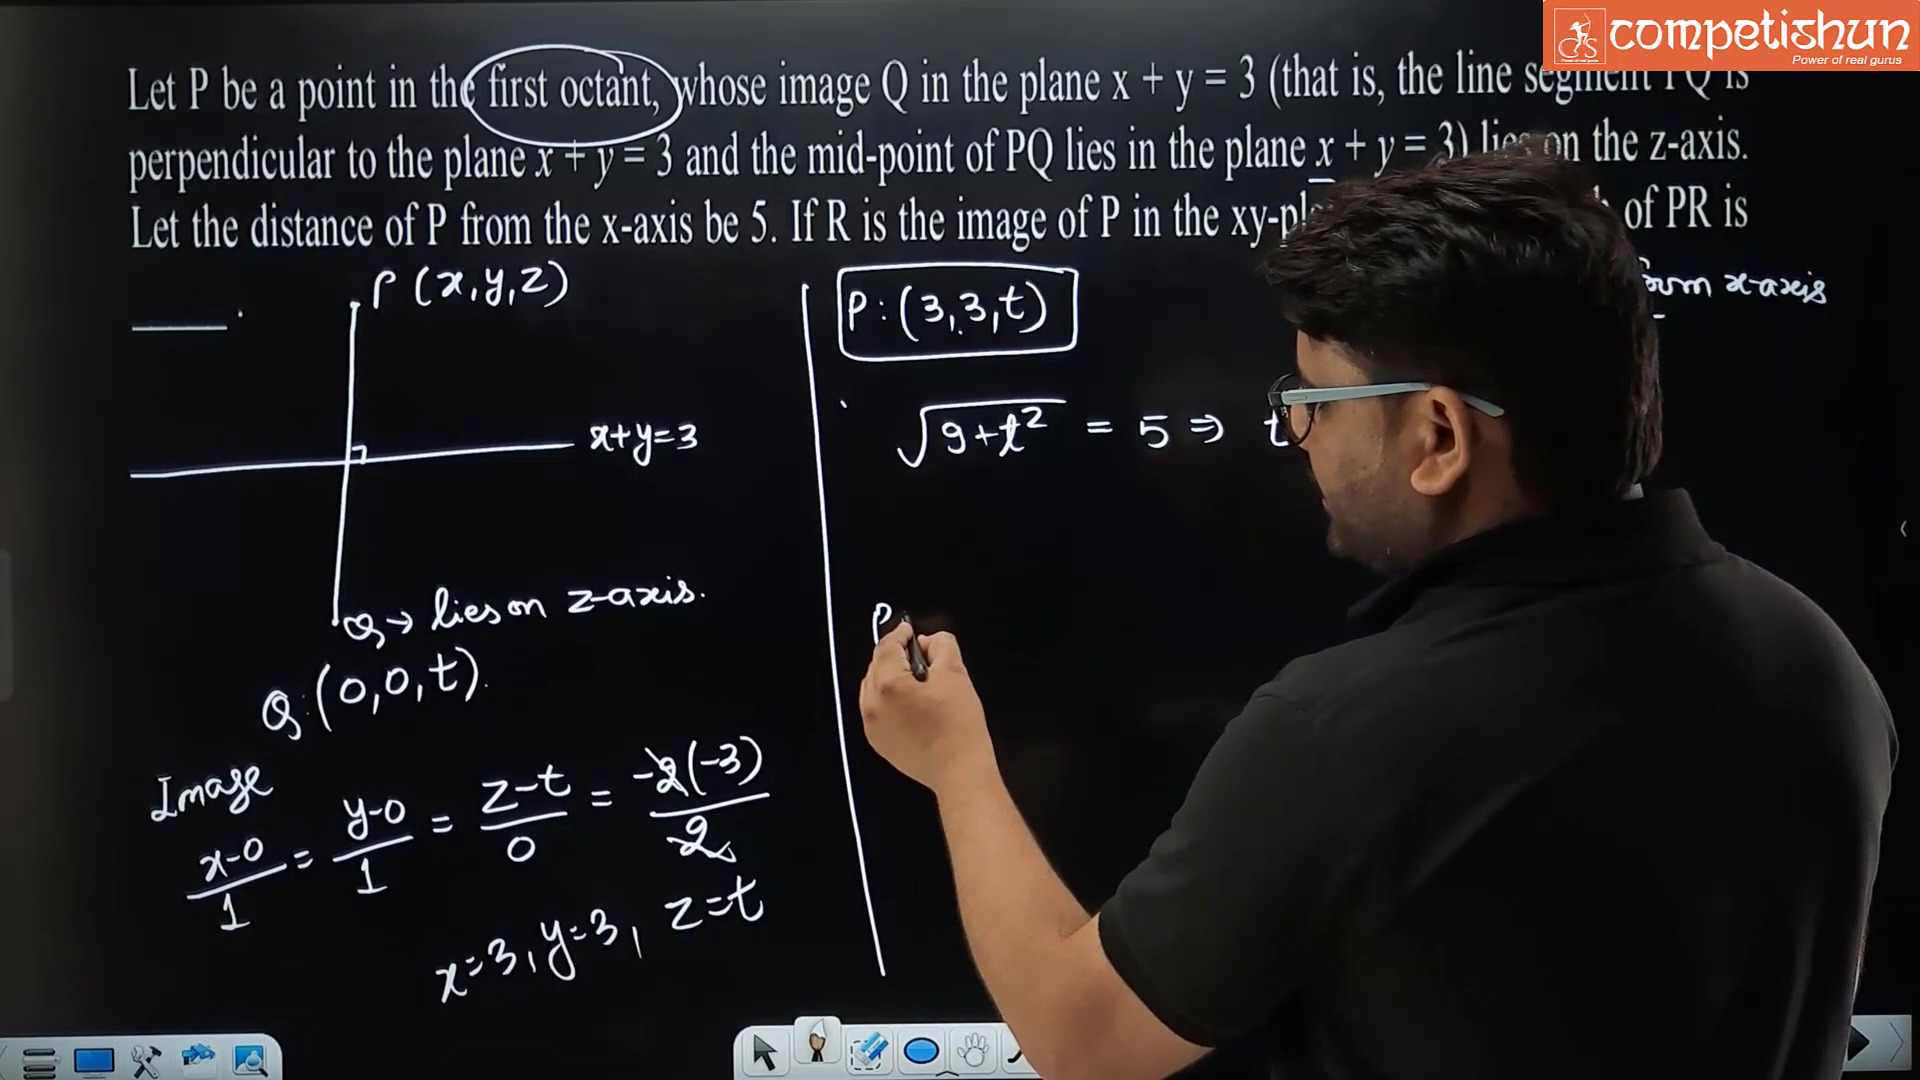 competishun
Power of real gurus
Let P be a point in the first octant, whose image Q in the plane x + y = 3 (that is, the line segment PQ is
perpendicular to the plane x + y = 3 and the mid-point of PQ lies in the plane x + y = 3) lies on the z-axis.
Let the distance of P from the x-axis be 5. If R is the image of P in the xy-pl of PR is
P (x, y, z)
x+y=3
Q → lies on z-axis.
Q : (0, 0, t).
Image
x-0/1 = y-0/1 = z-t/0 = -2(-3)/2
x=3, y=3, z=t
P : (3, 3, t)
x-axis
√9+t² = 5 ⇒ t
P